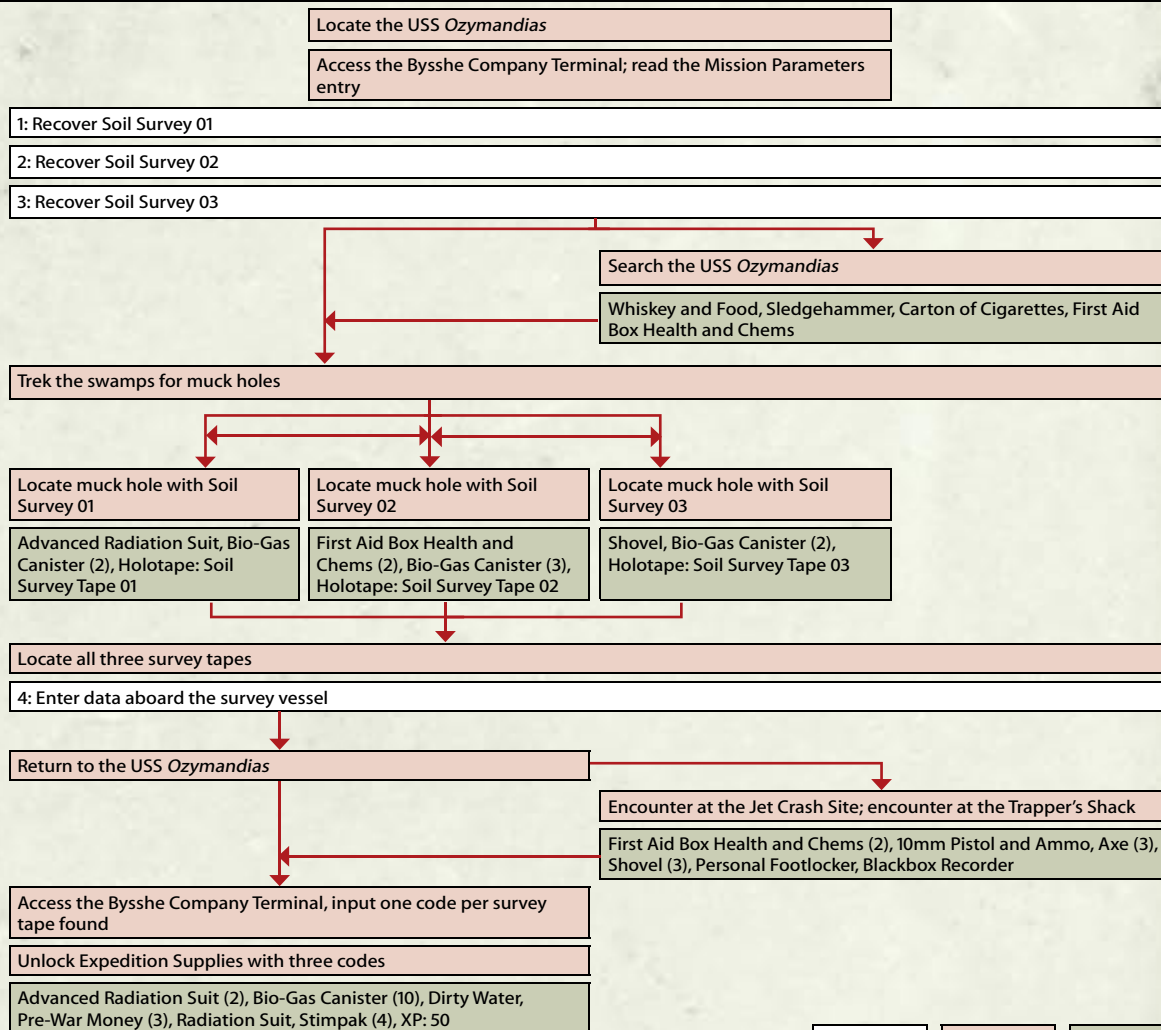 Locate the USS Ozymandias
Access the Bysshe Company Terminal; read the Mission Parameters
entry
1: Recover Soil Survey 01
2: Recover Soil Survey 02
3: Recover Soil Survey 03
Search the USS Ozymandias
Whiskey and Food, Sledgehammer, Carton of Cigarettes, First Aid
Box Health and Chems
Trek the swamps for muck holes
Locate muck hole with Soil
Survey 01
Advanced Radiation Suit, Bio-Gas
Canister (2), Holotape: Soil
Survey Tape 01
Locate muck hole with Soil
Survey 02
First Aid Box Health and
Chems (2), Bio-Gas Canister (3),
Holotape: Soil Survey Tape 02
Locate muck hole with Soil
Survey 03
Shovel, Bio-Gas Canister (2),
Holotape: Soil Survey Tape 03
Locate all three survey tapes
4: Enter data aboard the survey vessel
Return to the USS Ozymandias
Encounter at the Jet Crash Site; encounter at the Trapper's Shack
First Aid Box Health and Chems (2), 10mm Pistol and Ammo, Axe (3),
Shovel (3), Personal Footlocker, Blackbox Recorder
Access the Bysshe Company Terminal, input one code per survey
tape found
Unlock Expedition Supplies with three codes
Advanced Radiation Suit (2), Bio-Gas Canister (10), Dirty Water,
Pre-War Money (3), Radiation Suit, Stimpak (4), XP: 50